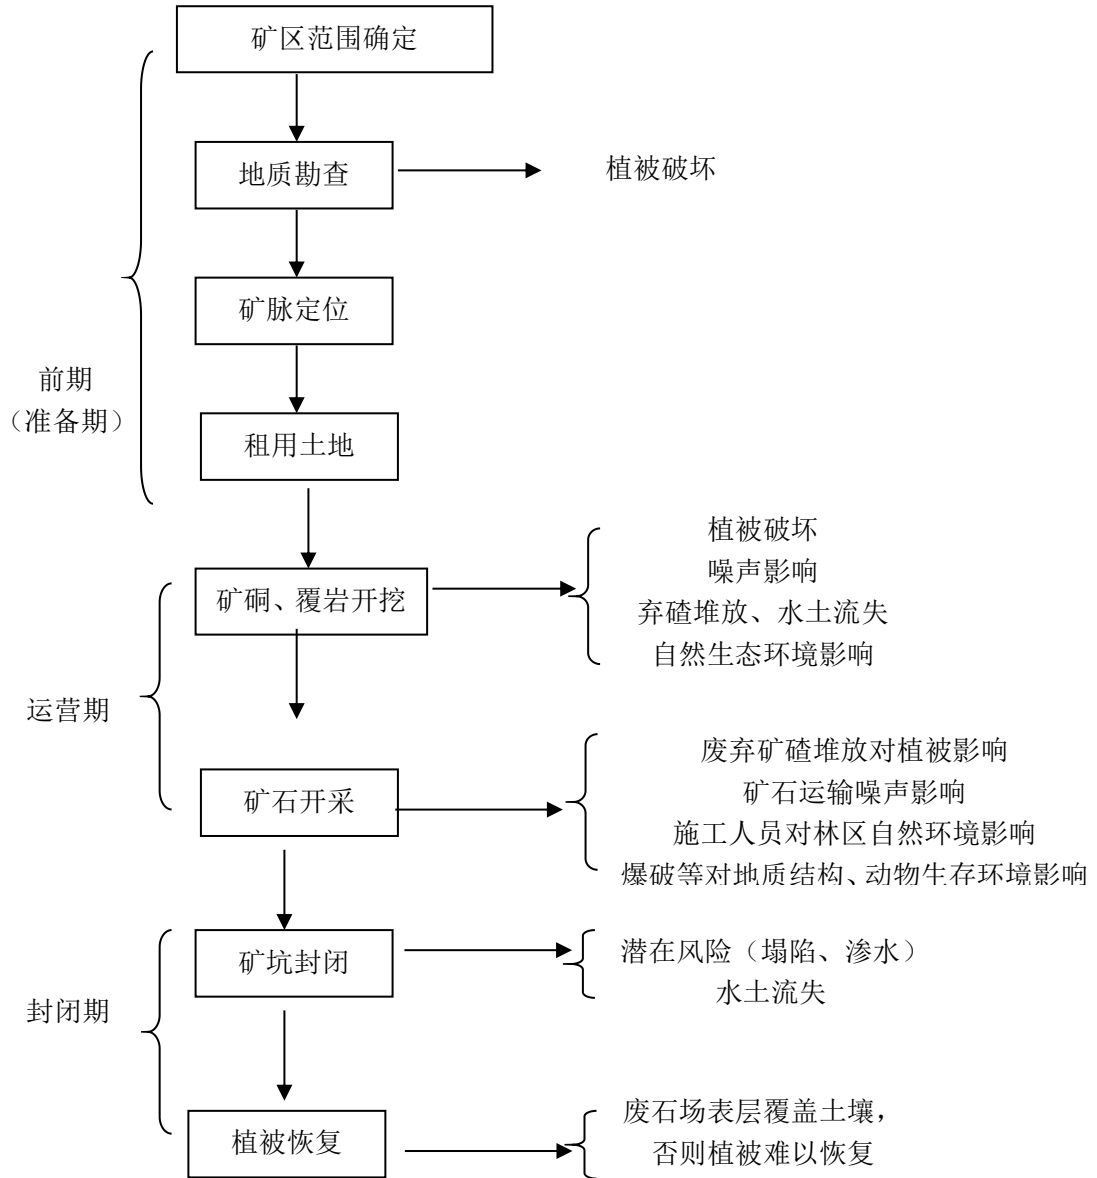 矿区范围确定
地质勘查
植被破坏
矿脉定位
前期
（准备期）
租用土地
植被破坏
噪声影响
矿硐、覆岩开挖
弃碴堆放、水土流失
自然生态环境影响
运营期
废弃矿碴堆放对植被影响
矿石运输噪声影响
矿石开采
施工人员对林区自然环境影响
爆破等对地质结构、动物生存环境影响
矿坑封闭
潜在风险（塌陷、渗水）
水土流失
封闭期
废石场表层覆盖土壤，
植被恢复
否则植被难以恢复